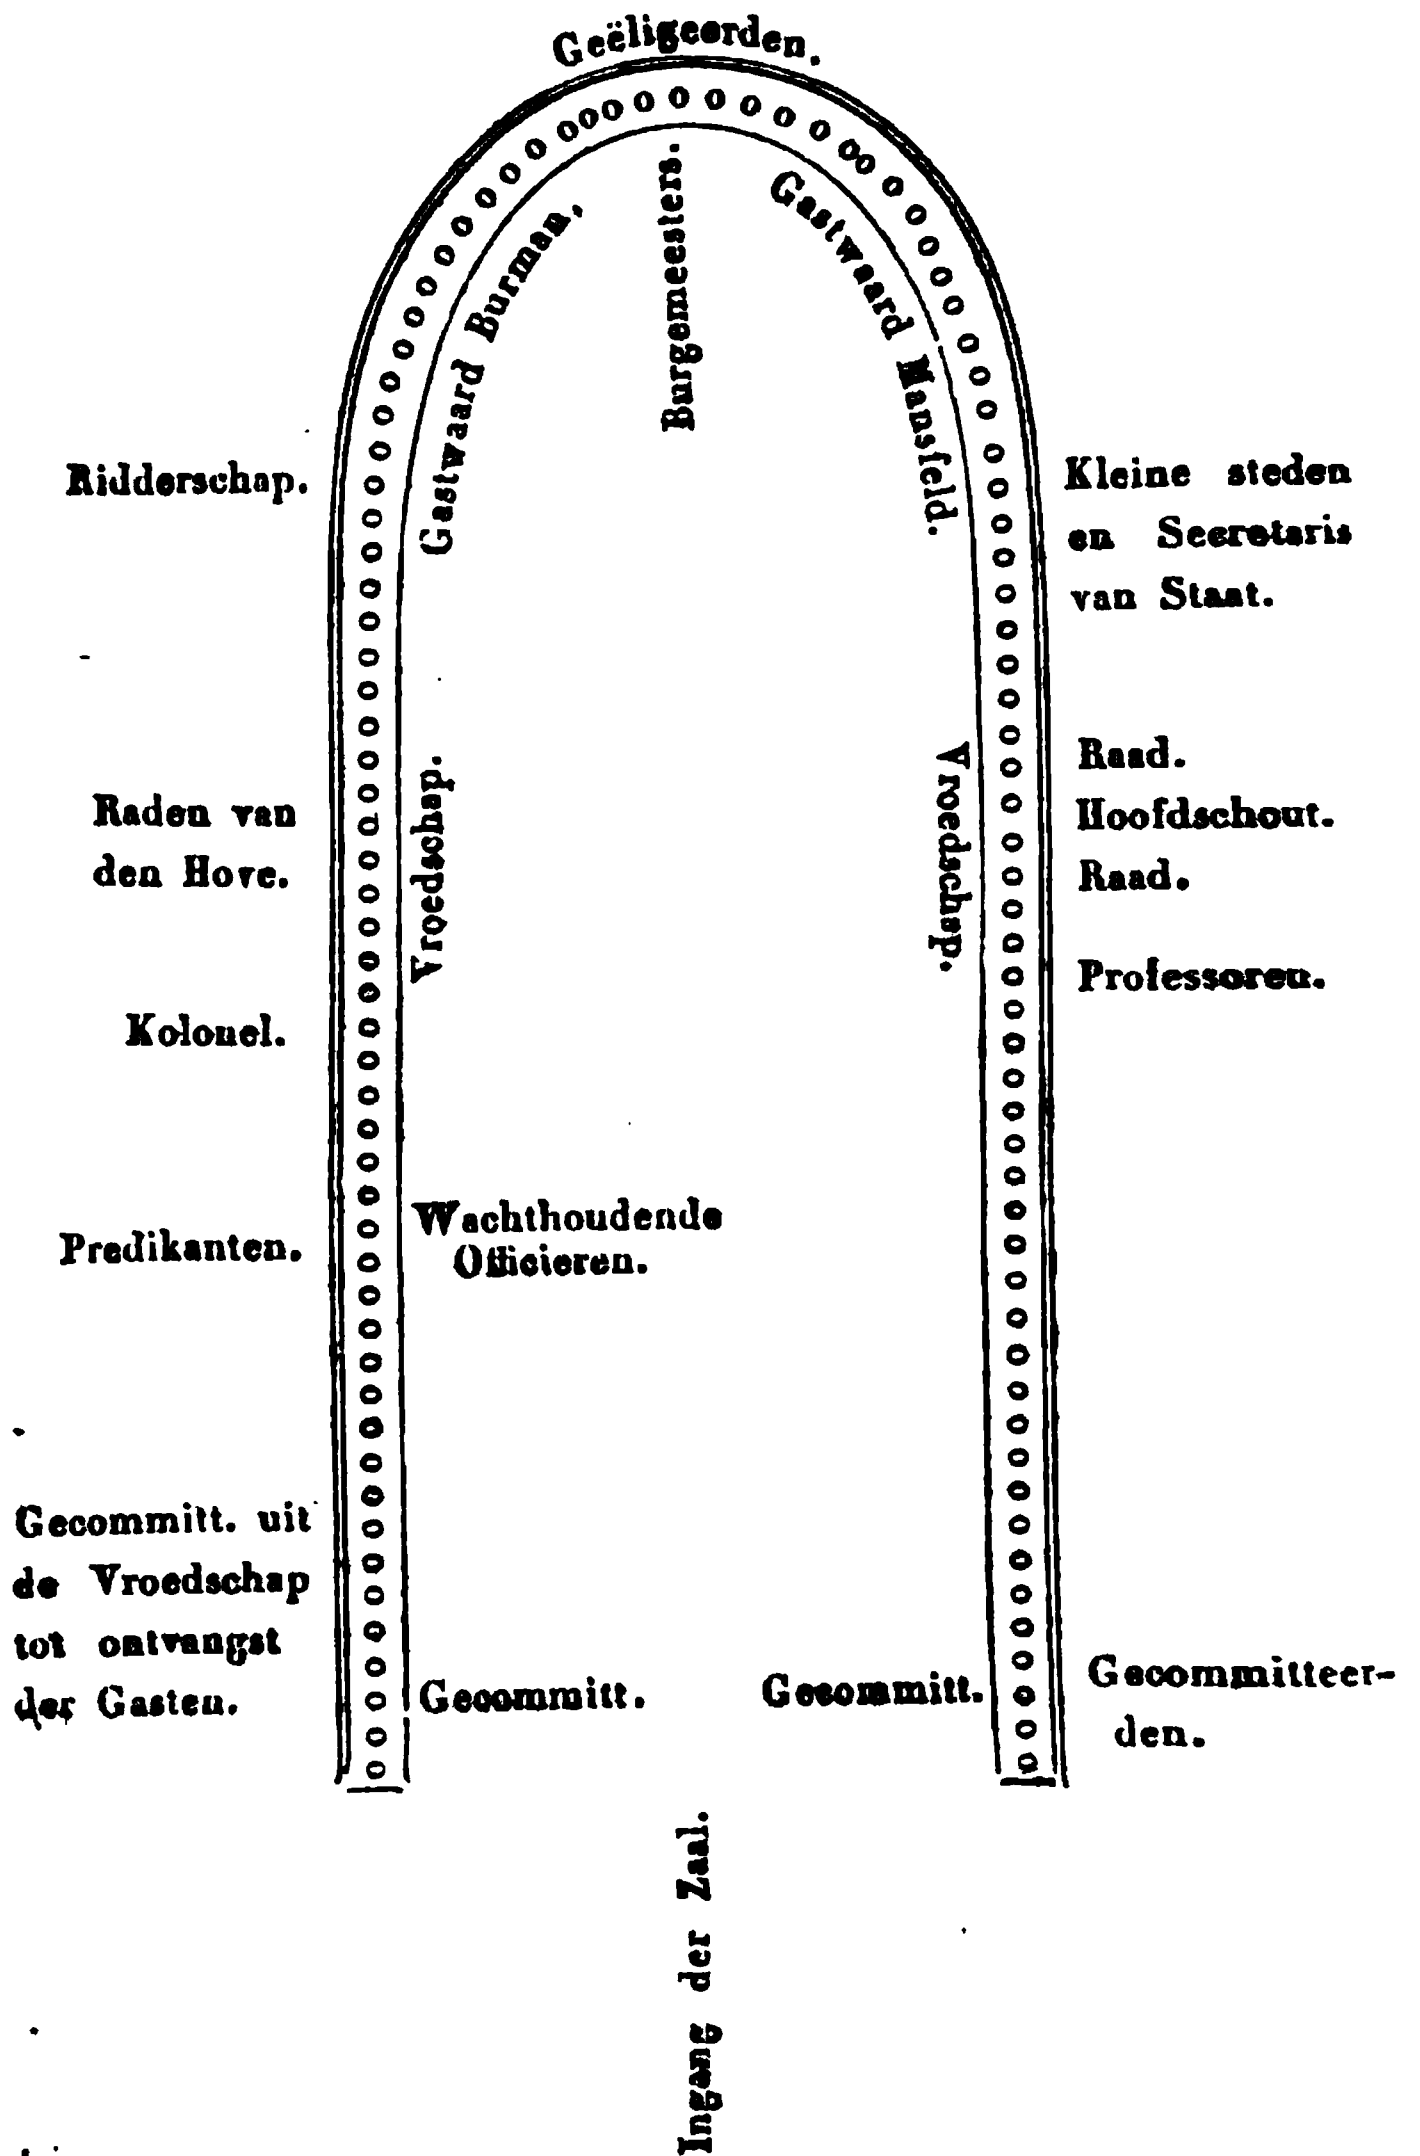 Geëligeerden.
Burgemeesters.
Gastwaard Burman,
Gastwaard Mansfeld.
Ridderschap.
Kleine steden
en Secretaris
van Staat.
Raad.
Hoofdschout.
Raad.
Raden van
den Hove.
Vroedschap.
Vroedschap.
Professoren.
Kolonel.
Predikanten.
Wachthoudende
Officieren.
Gecommitt. uit
de Vroedschap
tot ontvangst
der Gasten.
Gecommitt.
Gecommitt.
Gecommitteer-
den.
Ingang der Zaal.